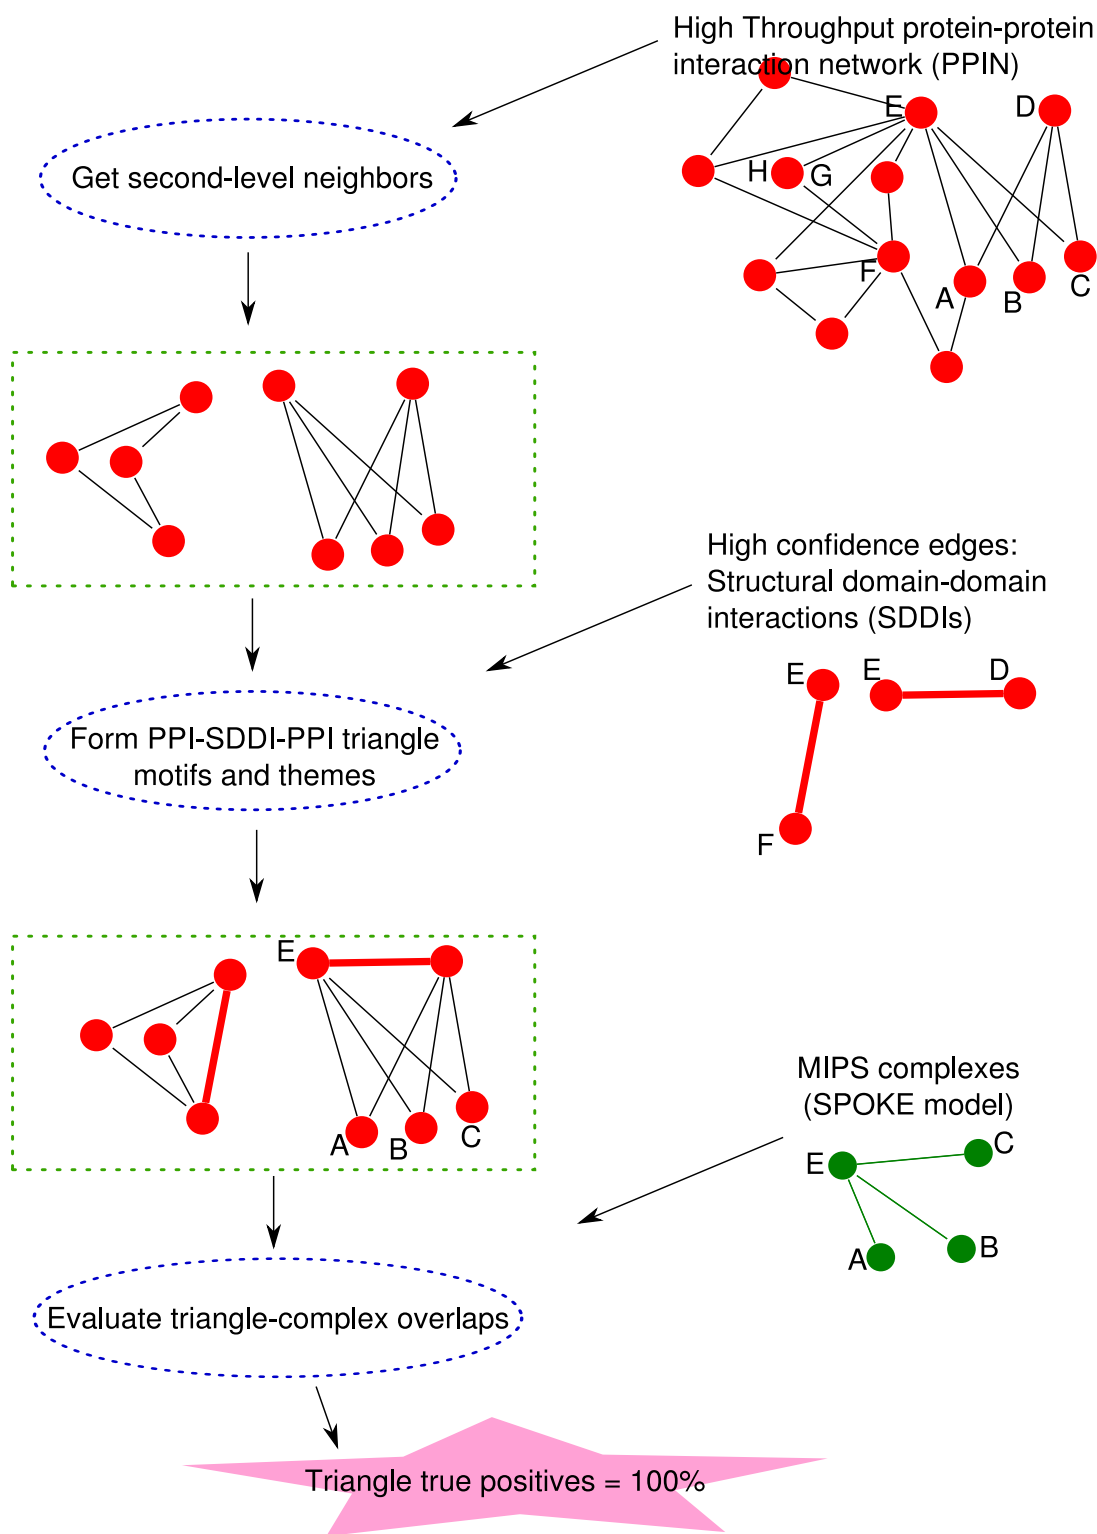 High Throughput protein-protein
interaction network (PPIN)
E
D
H
G
F
A
B
C
Get second-level neighbors
High confidence edges:
Structural domain-domain
interactions (SDDIs)
E
E
D
F
Form PPI-SDDI-PPI triangle
motifs and themes
E
A
B
C
MIPS complexes
(SPOKE model)
C
E
B
A
Evaluate triangle-complex overlaps
Triangle true positives = 100%